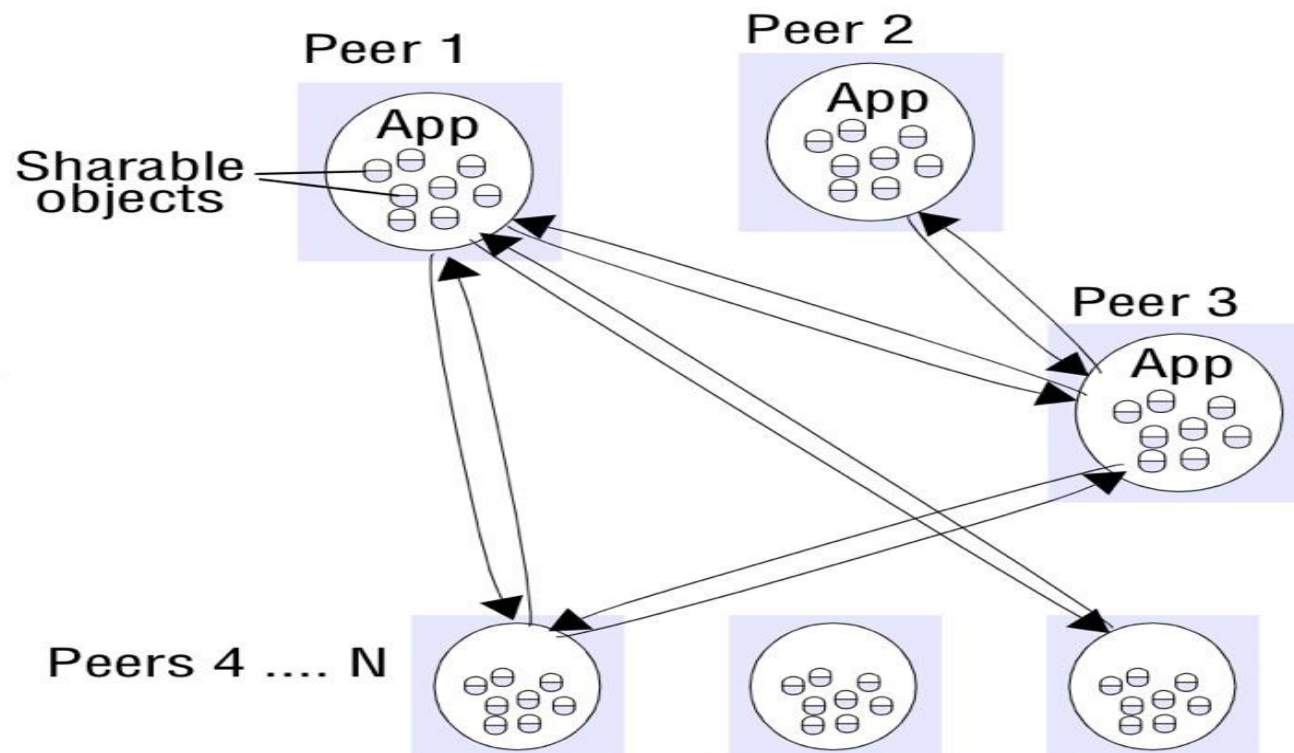 Peer 1
Peer 2
App
App
Sharable
objects
Peer 3
App
Peers 4 .... N